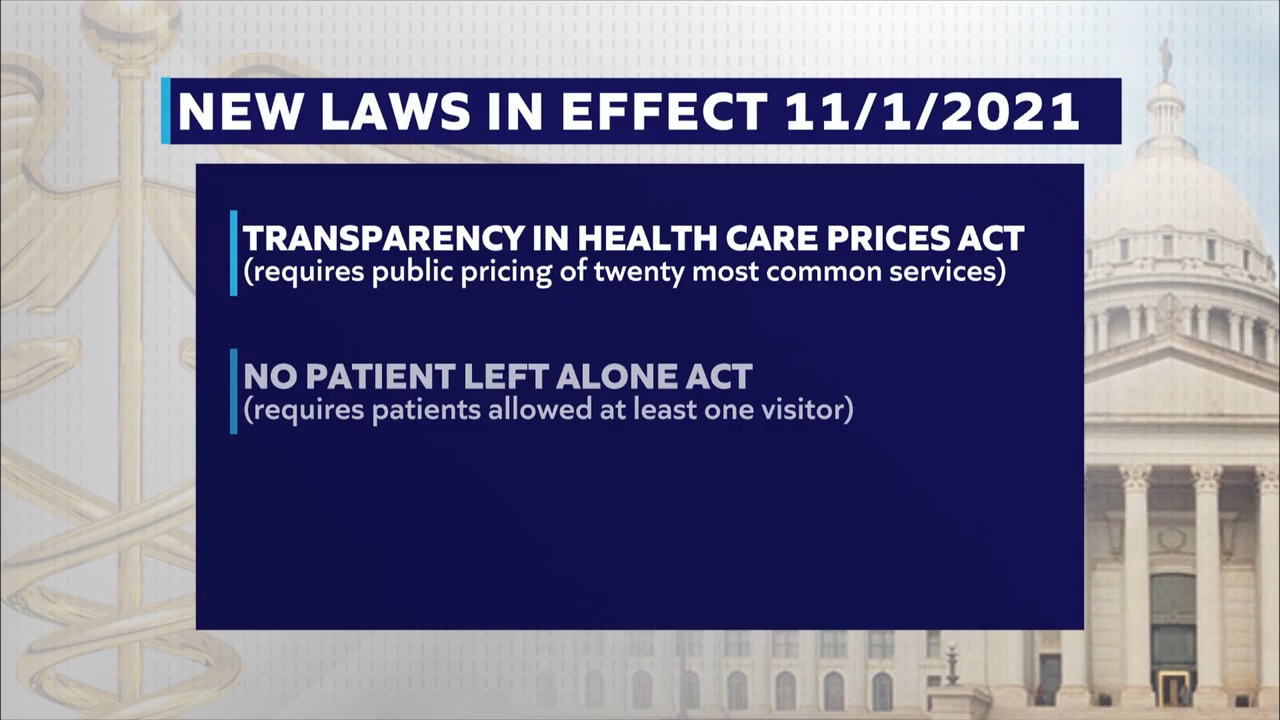 NEW LAWS IN EFFECT 11/1/2021
TRANSPARENCY IN HEALTH CARE PRICES ACT
(requires public pricing of twenty most common services)
NO PATIENT LEFT ALONE ACT
(requires patients allowed at least one visitor)